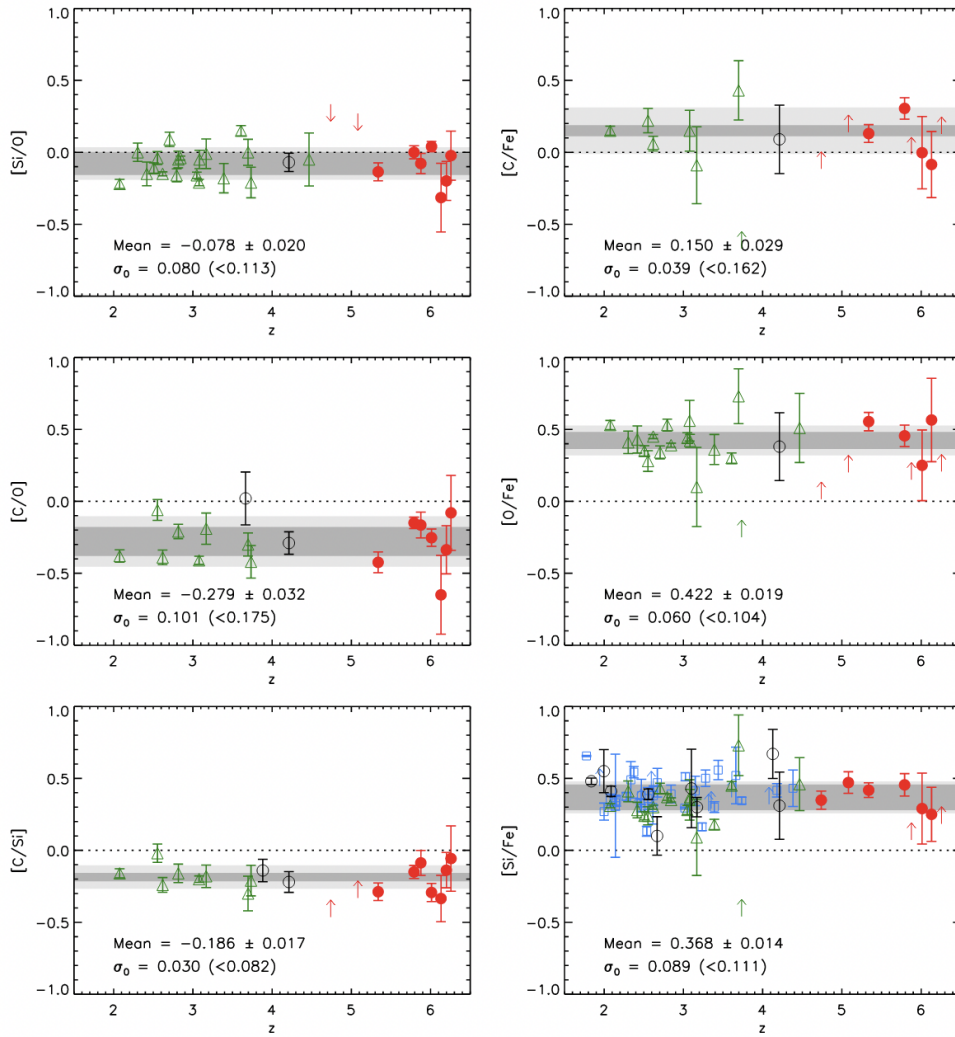 1.0
0.5
0.0
−0.5
−1.0
[Si/O]
Mean = −0.078 ± 0.020
σ₀ = 0.080 (<0.113)
2 3 4 5 6
z
1.0
0.5
0.0
−0.5
−1.0
[C/Fe]
Mean = 0.150 ± 0.029
σ₀ = 0.039 (<0.162)
2 3 4 5 6
z
1.0
0.5
0.0
−0.5
−1.0
[C/O]
Mean = −0.279 ± 0.032
σ₀ = 0.101 (<0.175)
2 3 4 5 6
z
1.0
0.5
0.0
−0.5
−1.0
[O/Fe]
Mean = 0.422 ± 0.019
σ₀ = 0.060 (<0.104)
2 3 4 5 6
z
1.0
0.5
0.0
−0.5
−1.0
[C/Si]
Mean = −0.186 ± 0.017
σ₀ = 0.030 (<0.082)
2 3 4 5 6
z
1.0
0.5
0.0
−0.5
−1.0
[Si/Fe]
Mean = 0.368 ± 0.014
σ₀ = 0.089 (<0.111)
2 3 4 5 6
z